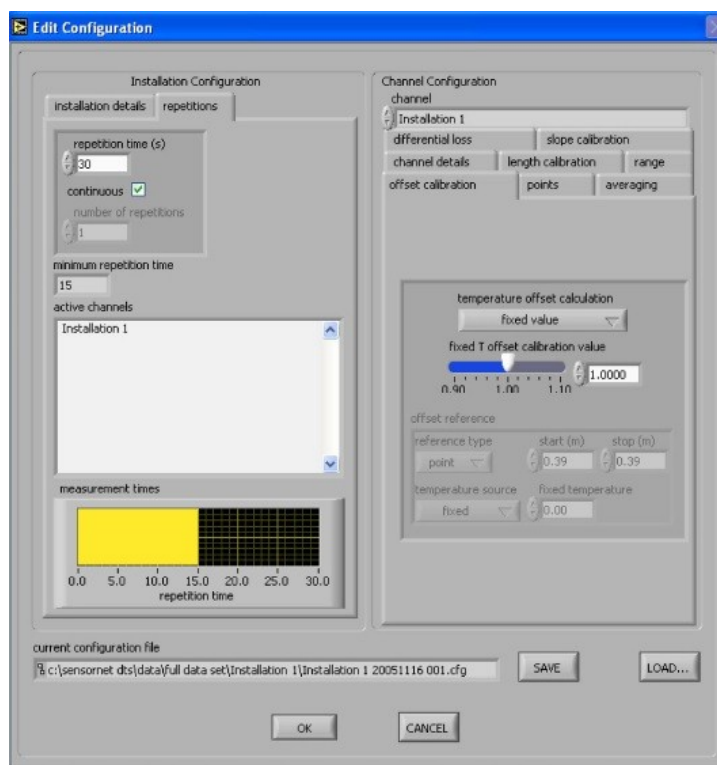 Edit Configuration
Installation Configuration
installation details repetitions
repetition time (s)
30
continuous
number of repetitions
1
minimum repetition time
15
active channels
Installation 1
measurement times
0.0 5.0 10.0 15.0 20.0 25.0 30.0
repetition time
Channel Configuration
channel
Installation 1
differential loss slope calibration
channel details length calibration range
offset calibration points averaging
temperature offset calculation
fixed value
fixed T offset calibration value
1.0000
0.90 1.00 1.10
offset reference
reference type start (m) stop (m)
point 0.39 0.39
temperature source fixed temperature
fixed 0.00
current configuration file
c:\sensornet dts\data\full data set\Installation 1\Installation 1 20051116 001.cfg
SAVE LOAD...
OK CANCEL